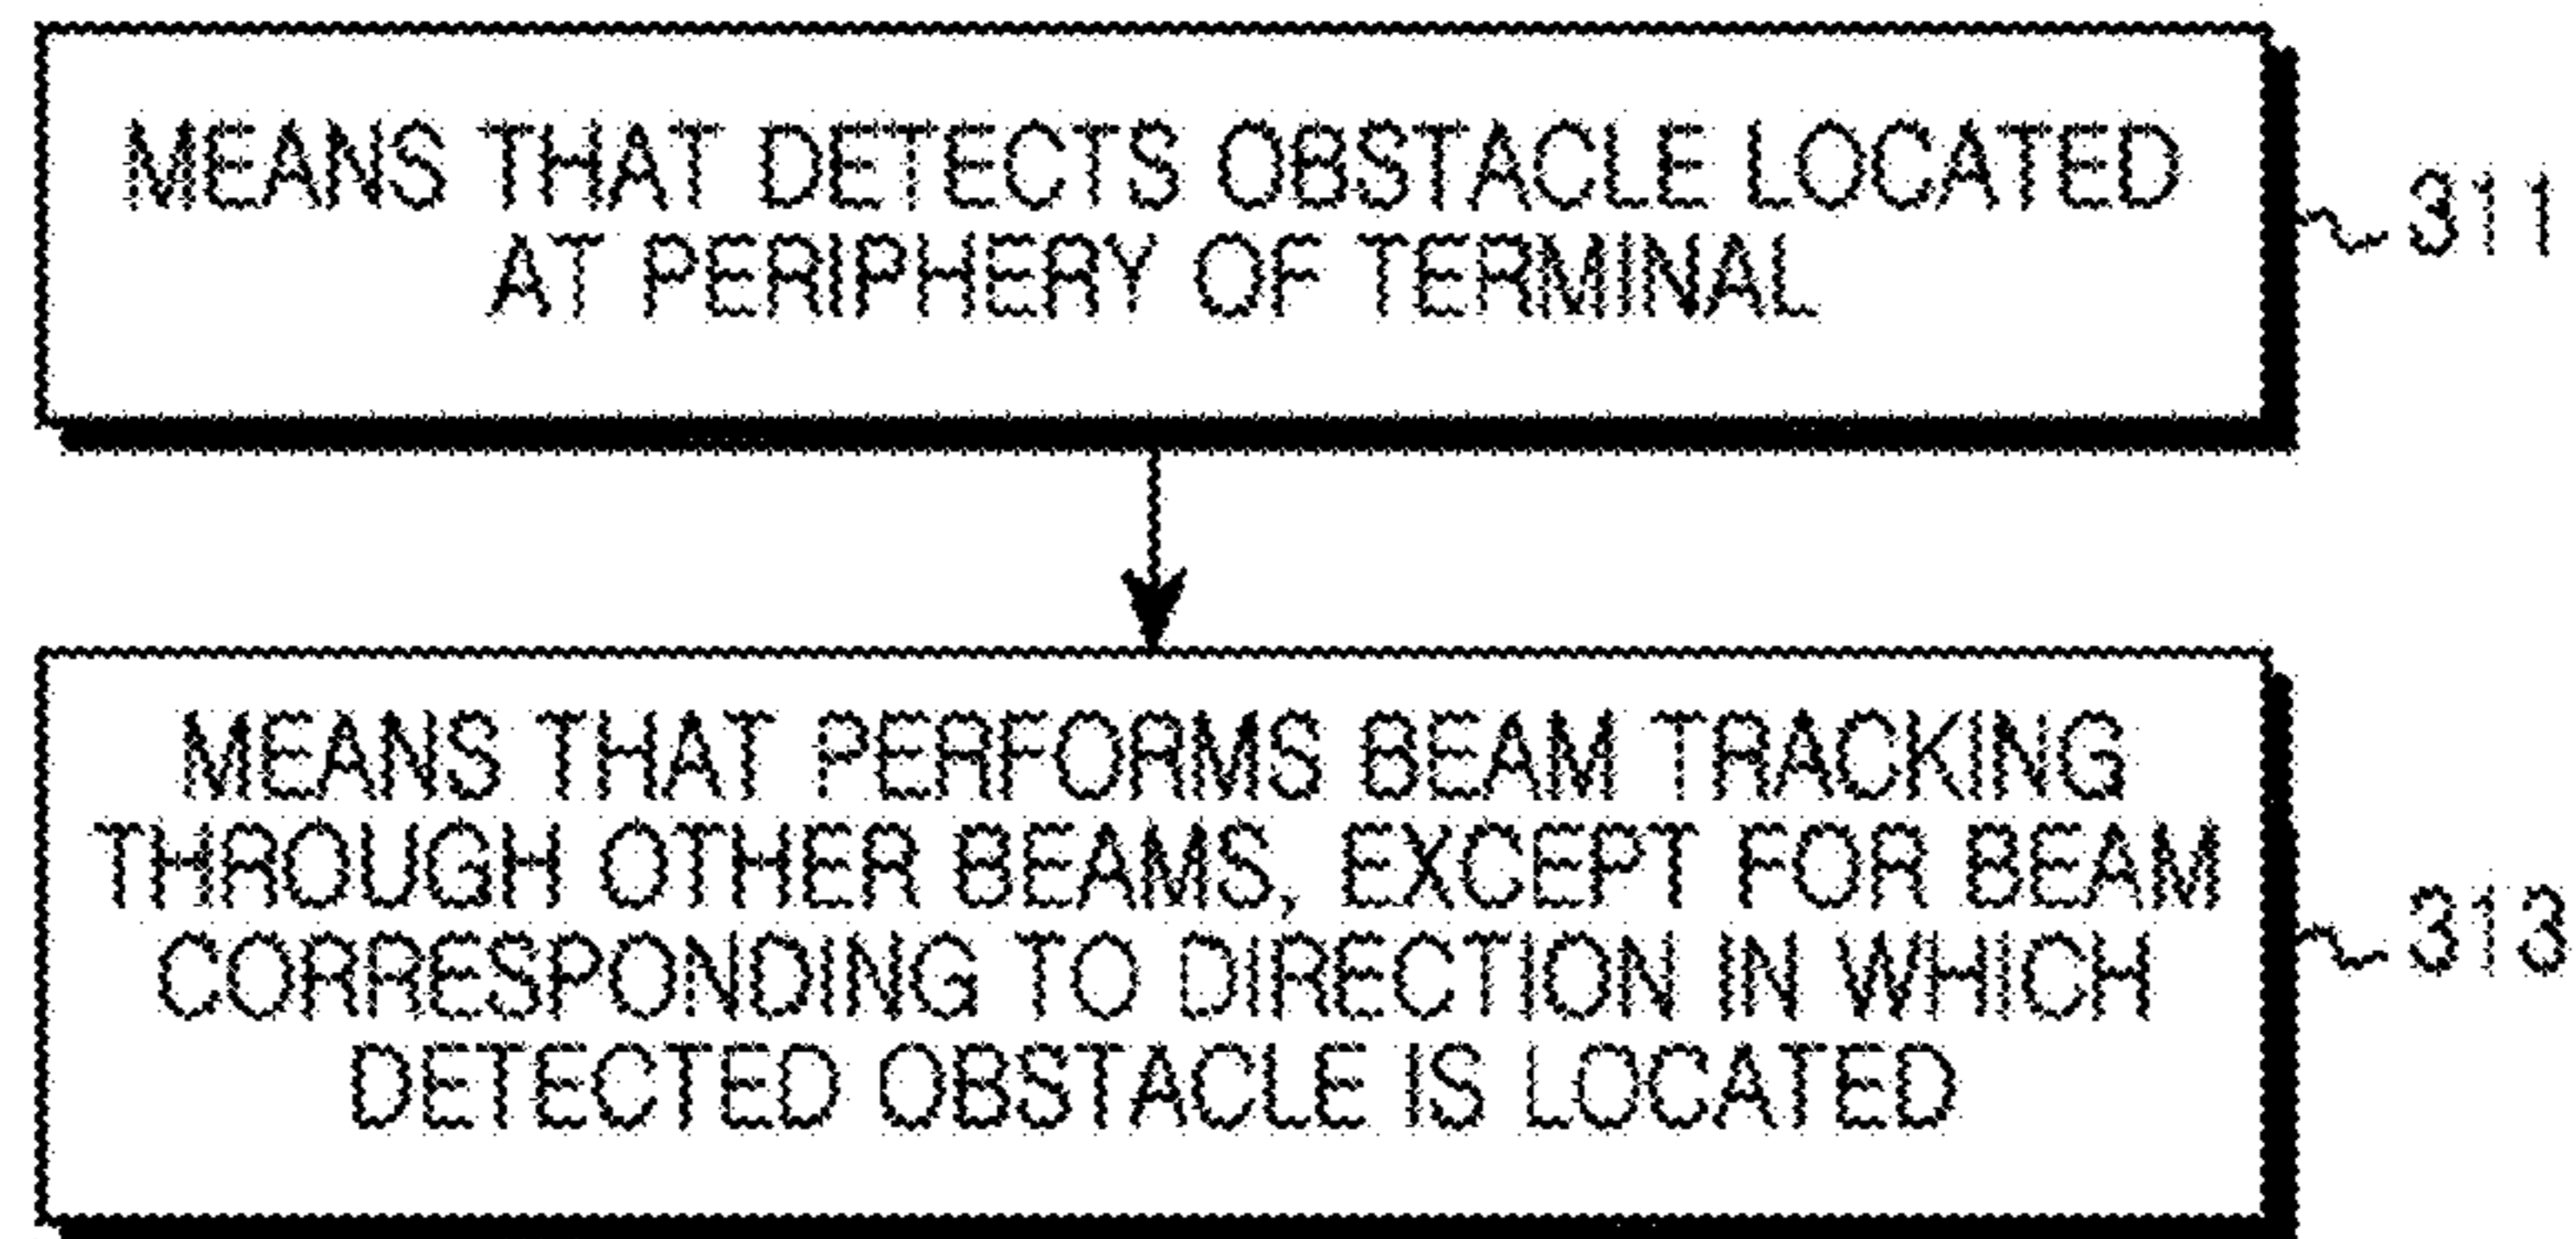 MEANS THAT DETECTS OBSTACLE LOCATED
AT PERIPHERY OF TERMINAL
311
MEANS THAT PERFORMS BEAM TRACKING
THROUGH OTHER BEAMS, EXCEPT FOR BEAM
CORRESPONDING TO DIRECTION IN WHICH
DETECTED OBSTACLE IS LOCATED
313